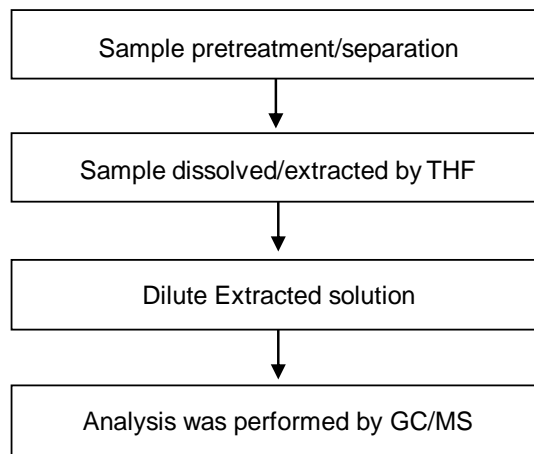 Sample pretreatment/separation
Sample dissolved/extracted by THF
Dilute Extracted solution
Analysis was performed by GC/MS